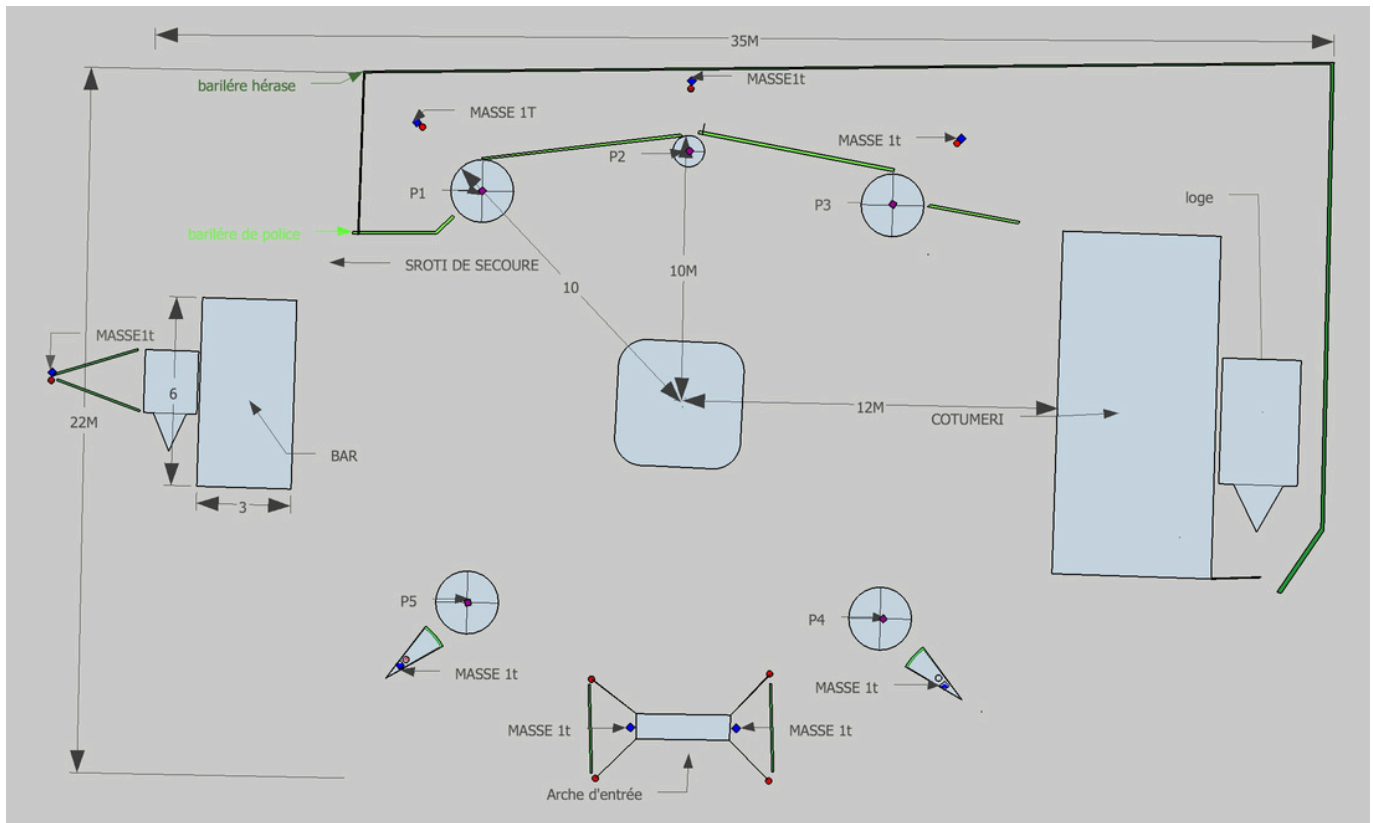 35M
MASSE1t
barilére hérase
MASSE 1T
MASSE 1t
P2
P1
P3
loge
barilére de police
SROTI DE SECOURE
10M
10
MASSE1t
6
12M
COTUMERI
22M
BAR
3
P5
P4
MASSE 1t
MASSE 1t
MASSE 1t
MASSE 1t
Arche d'entrée